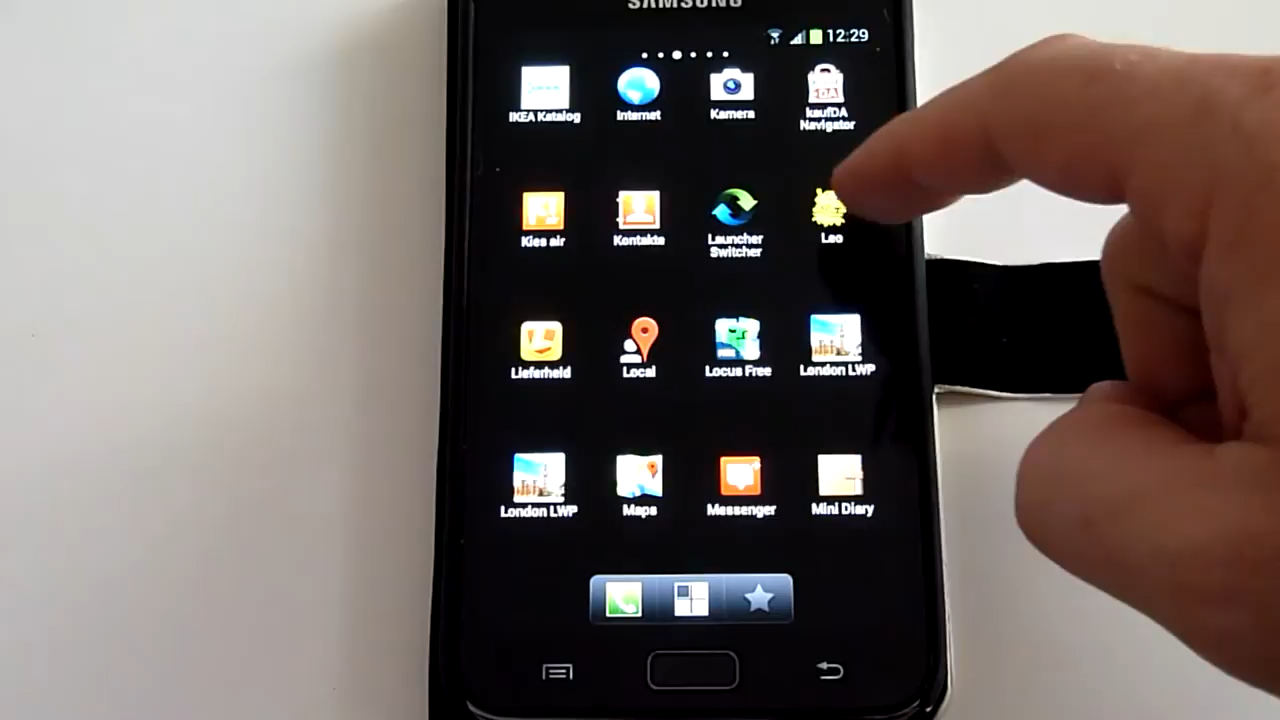 SAMSUNG
12:29
IKEA Katalog
Internet
Kamera
kaufDA
Navigator
Kies air
Kontakte
Launcher
Switcher
Leo
Lieferheld
Local
Locus Free
London LWP
London LWP
Maps
Messenger
Mini Diary